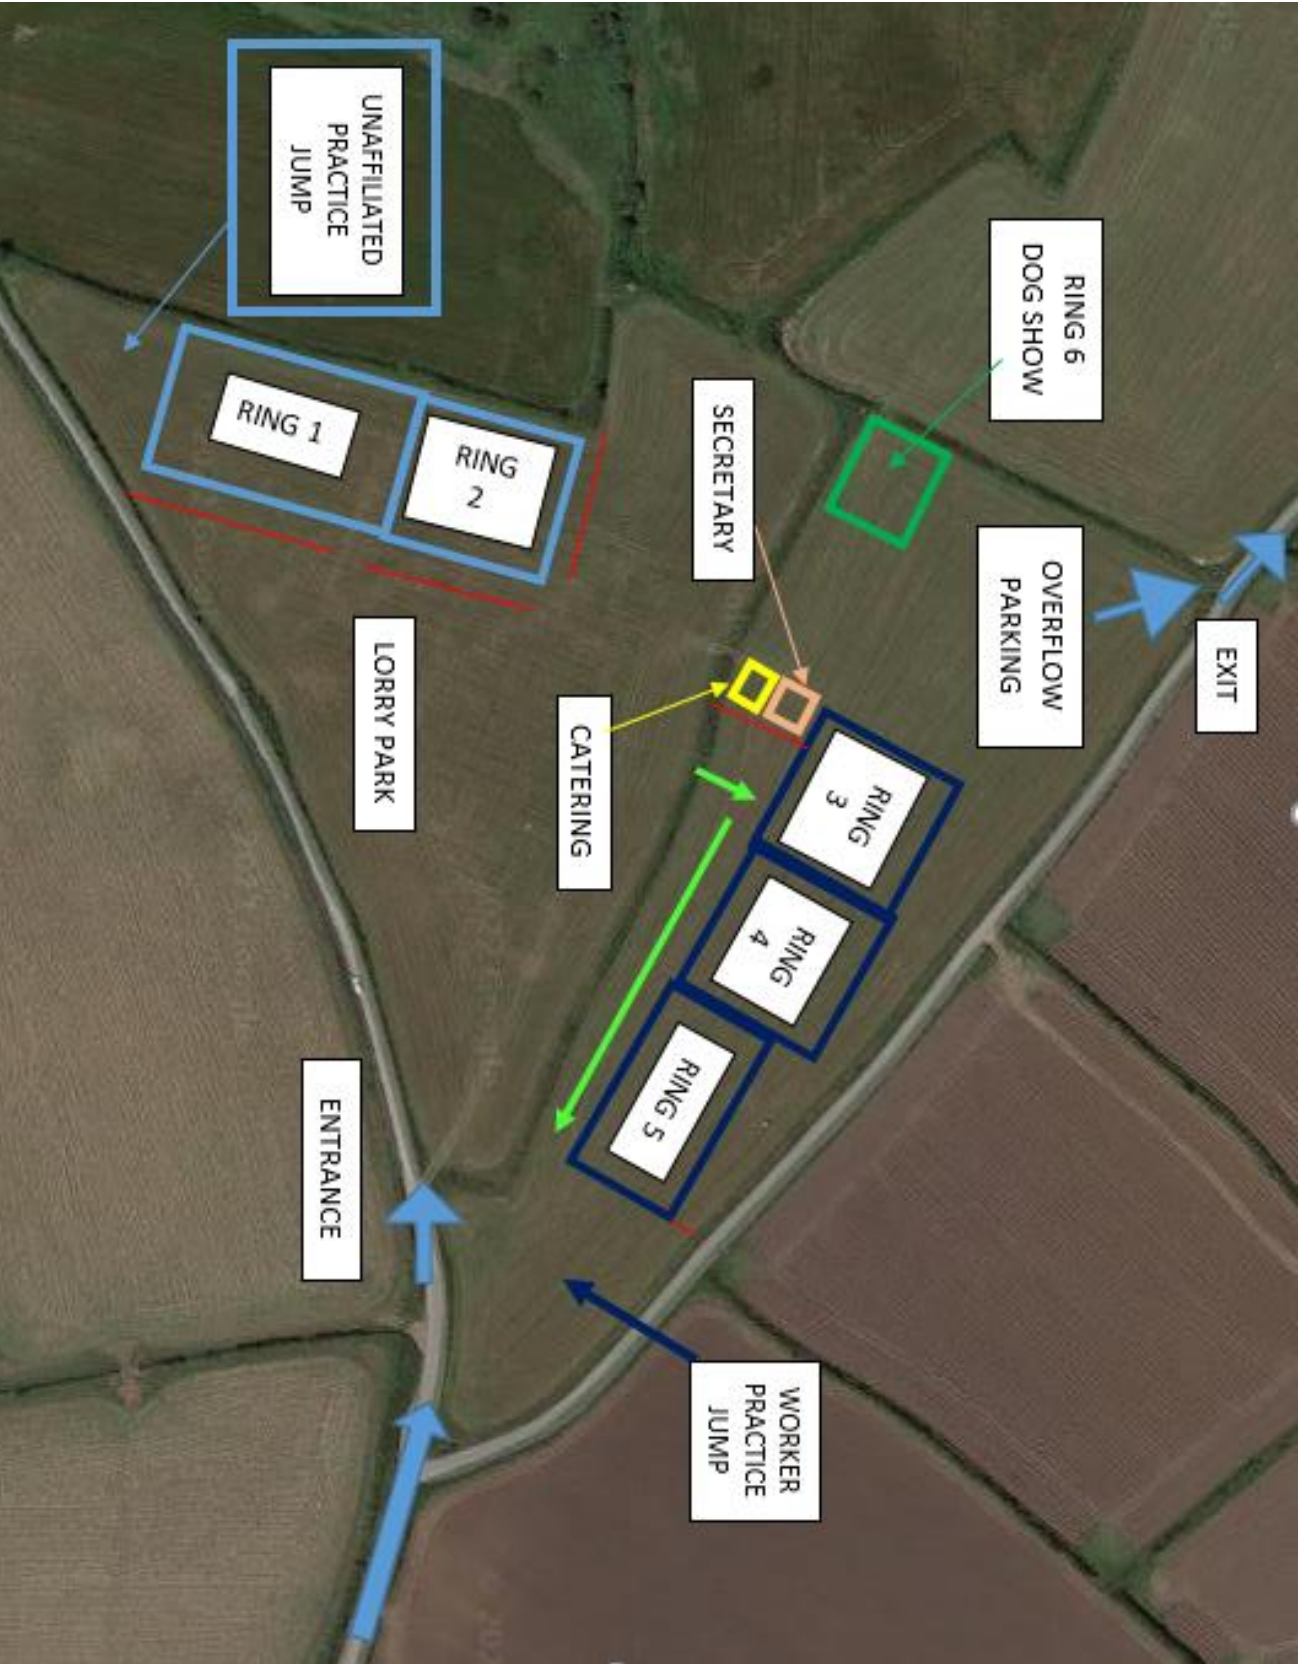 EXIT
RING 6
DOG SHOW
OVERFLOW
PARKING
RING
3
RING
4
WORKER
PRACTICE
JUMP
SECRETARY
RING 5
CATERING
RING
2
LORRY PARK
UNAFFILIATED
PRACTICE
JUMP
ENTRANCE
RING 1